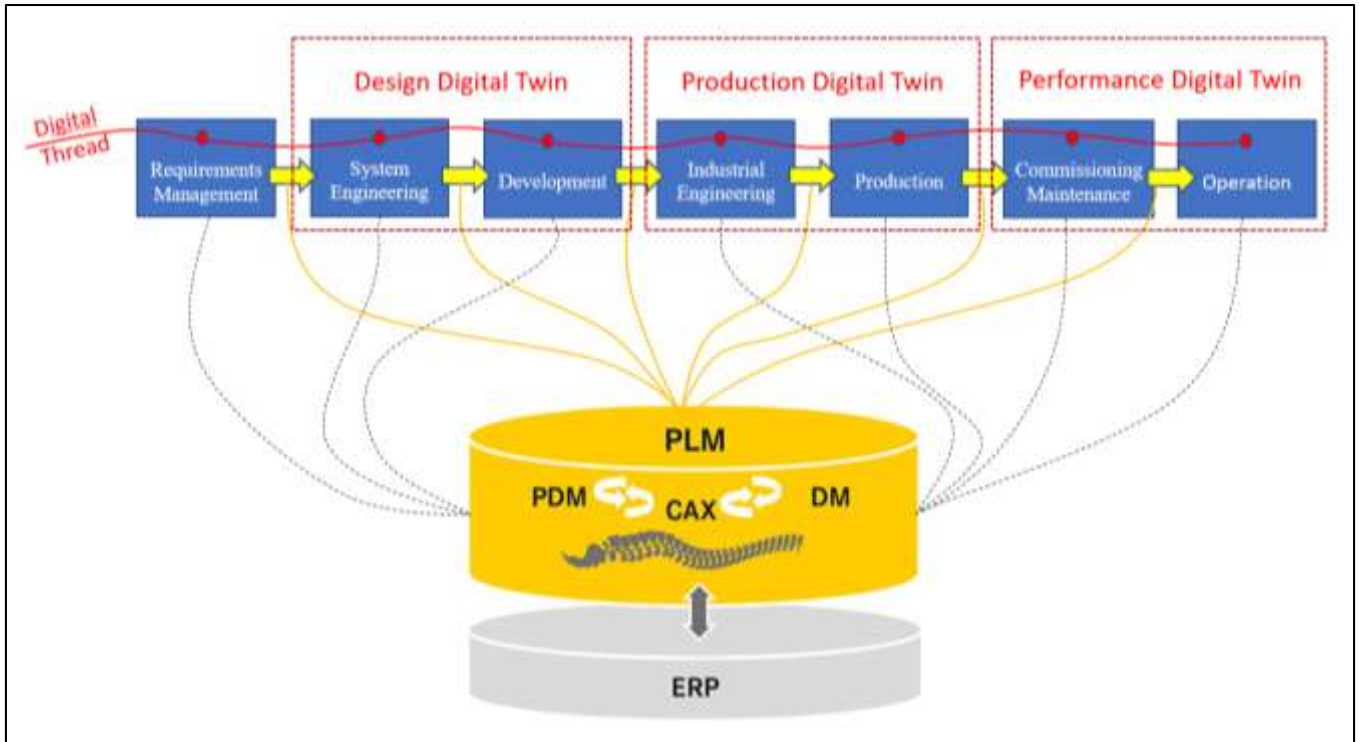 Design Digital Twin
Production Digital Twin
Performance Digital Twin
Digital
Thread
Requirements
Management
System
Engineering
Development
Industrial
Engineering
Production
Commissioning
Maintenance
Operation
PLM
PDM
CAX
DM
ERP